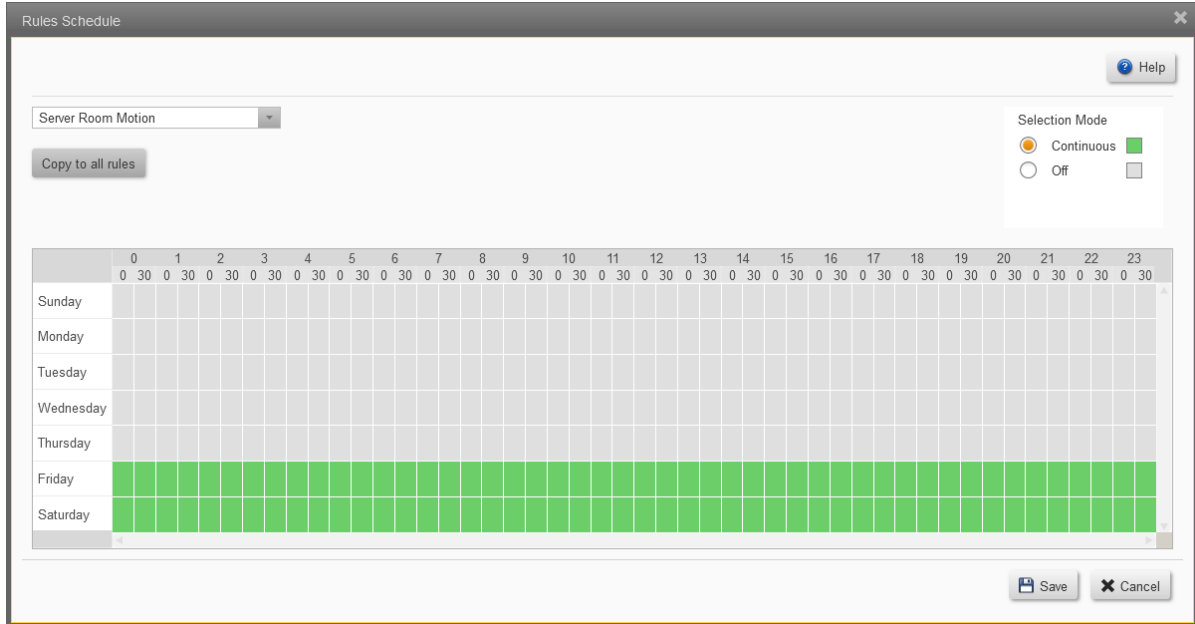 Rules Schedule
Help
Server Room Motion
Selection Mode
Continuous
Off
Copy to all rules
0 1 2 3 4 5 6 7 8 9 10 11 12 13 14 15 16 17 18 19 20 21 22 23
0 30 0 30 0 30 0 30 0 30 0 30 0 30 0 30 0 30 0 30 0 30 0 30 0 30 0 30 0 30 0 30 0 30 0 30 0 30 0 30 0 30 0 30 0 30 0 30
Sunday
Monday
Tuesday
Wednesday
Thursday
Friday
Saturday
Save
Cancel